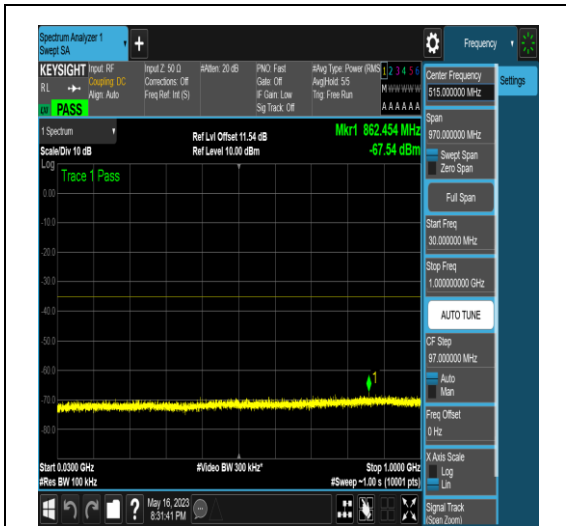 Spectrum Analyzer 1
Swept SA
Frequency
KEYSIGHT
RL
PASS
Input: RF
Coupling: DC
Align: Auto
Input Z: 50 Ω
Corrections: Off
Freq Ref: Int (S)
#Atten: 20 dB
PNO: Fast
Gate: Off
IF Gain: Low
Sig Track: Off
#Avg Type: Power (RMS
Avg|Hold: 5/5
Trig: Free Run
1 2 3 4 5 6
M W W W W W
A A A A A A
1 Spectrum
Scale/Div 10 dB
Ref Lvl Offset 11.54 dB
Ref Level 10.00 dBm
Mkr1 862.454 MHz
-67.54 dBm
Log
Trace 1 Pass
0.00
-10.0
-20.0
-30.0
-40.0
-50.0
-60.0
-70.0
-80.0
1
Start 0.0300 GHz
#Res BW 100 kHz
#Video BW 300 kHz*
Stop 1.0000 GHz
#Sweep ~1.00 s (10001 pts)
Center Frequency
515.000000 MHz
Settings
Span
970.000000 MHz
Swept Span
Zero Span
Full Span
Start Freq
30.000000 MHz
Stop Freq
1.000000000 GHz
AUTO TUNE
CF Step
97.000000 MHz
Auto
Man
Freq Offset
0 Hz
X Axis Scale
Log
Lin
Signal Track
(Span Zoom)
?
May 16, 2023
8:31:41 PM